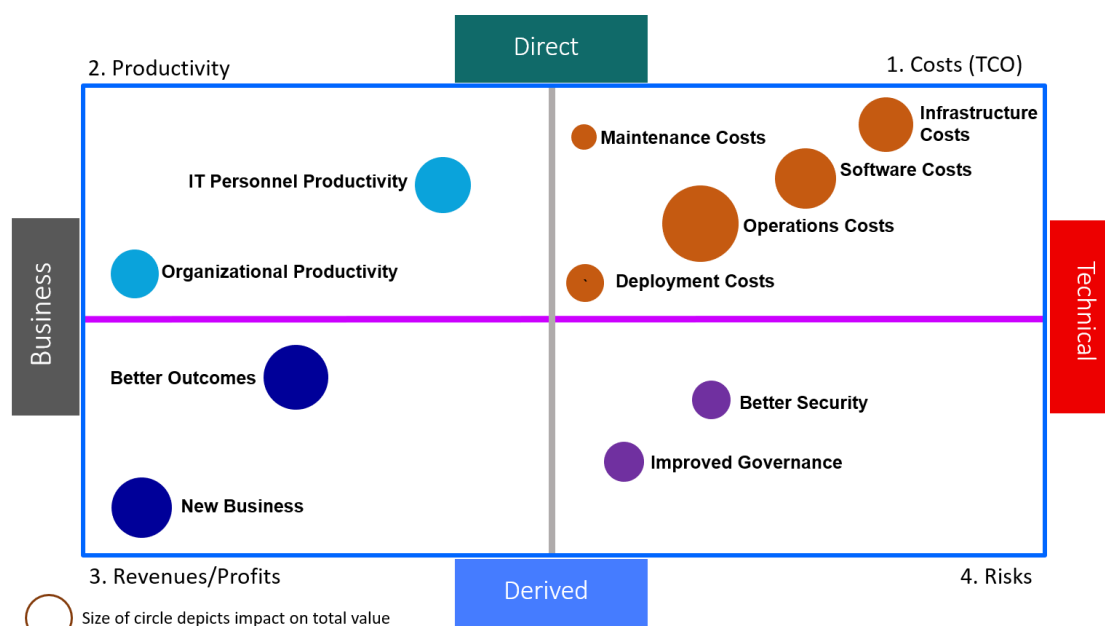 Direct
2. Productivity
1. Costs (TCO)
Infrastructure
Costs
Maintenance Costs
Software Costs
IT Personnel Productivity
Operations Costs
Organizational Productivity
Deployment Costs
Business
Technical
Better Outcomes
Better Security
Improved Governance
New Business
3. Revenues/Profits
Derived
4. Risks
Size of circle depicts impact on total value